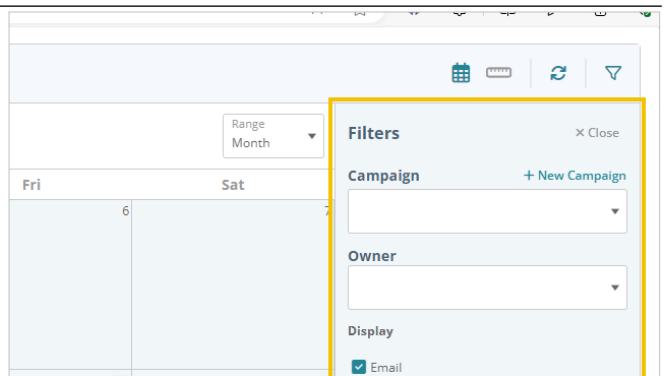 Range
Month
Filters
× Close
Campaign
+ New Campaign
Fri
Sat
6
7
Owner
Display
Email